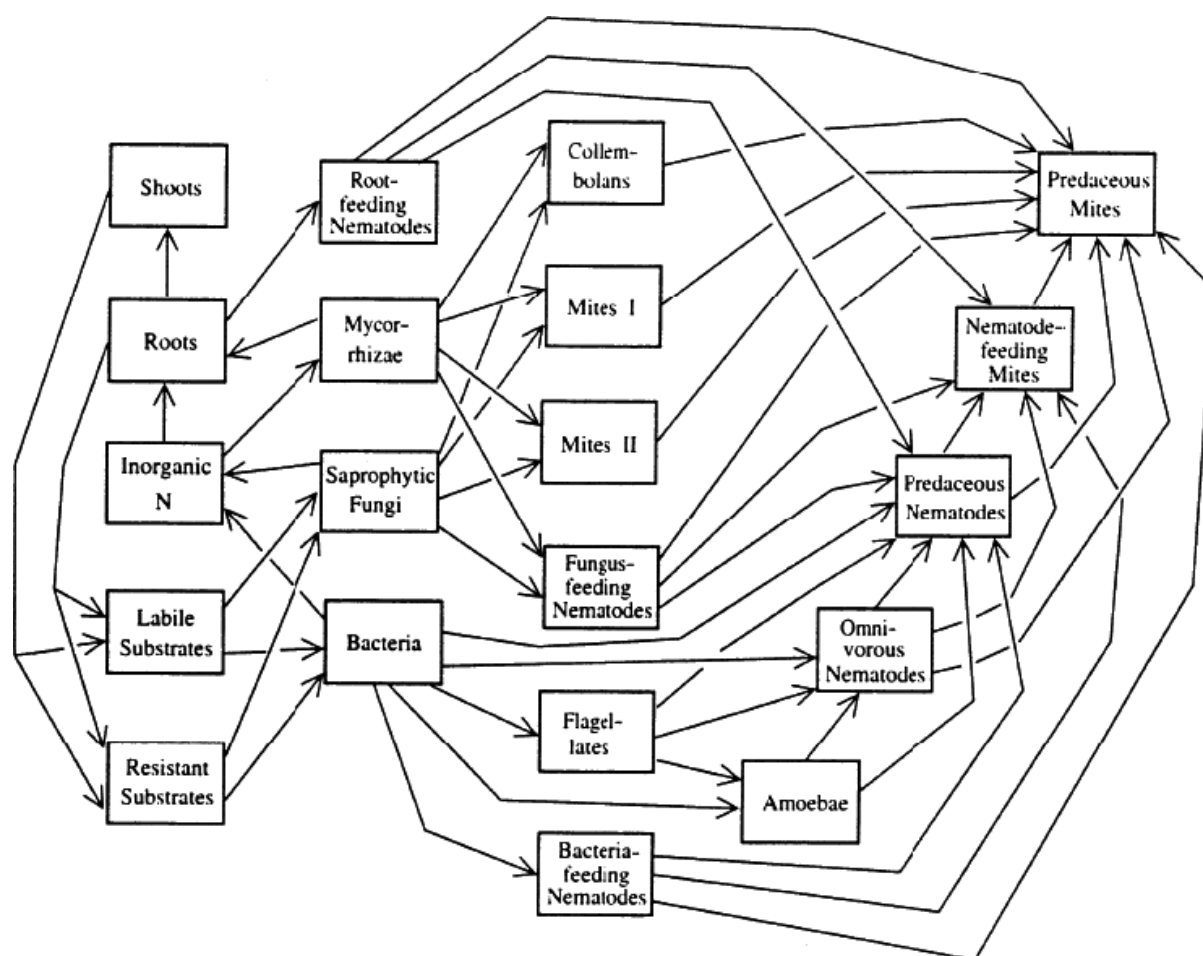 Shoots
Root-
feeding
Nematodes
Collem-
bolans
Predaceous
Mites
Roots
Mycor-
rhizae
Mites I
Nematode-
feeding
Mites
Inorganic
N
Saprophytic
Fungi
Mites II
Predaceous
Nematodes
Labile
Substrates
Bacteria
Fungus-
feeding
Nematodes
Omni-
vorous
Nematodes
Resistant
Substrates
Flagel-
lates
Amoebae
Bacteria-
feeding
Nematodes